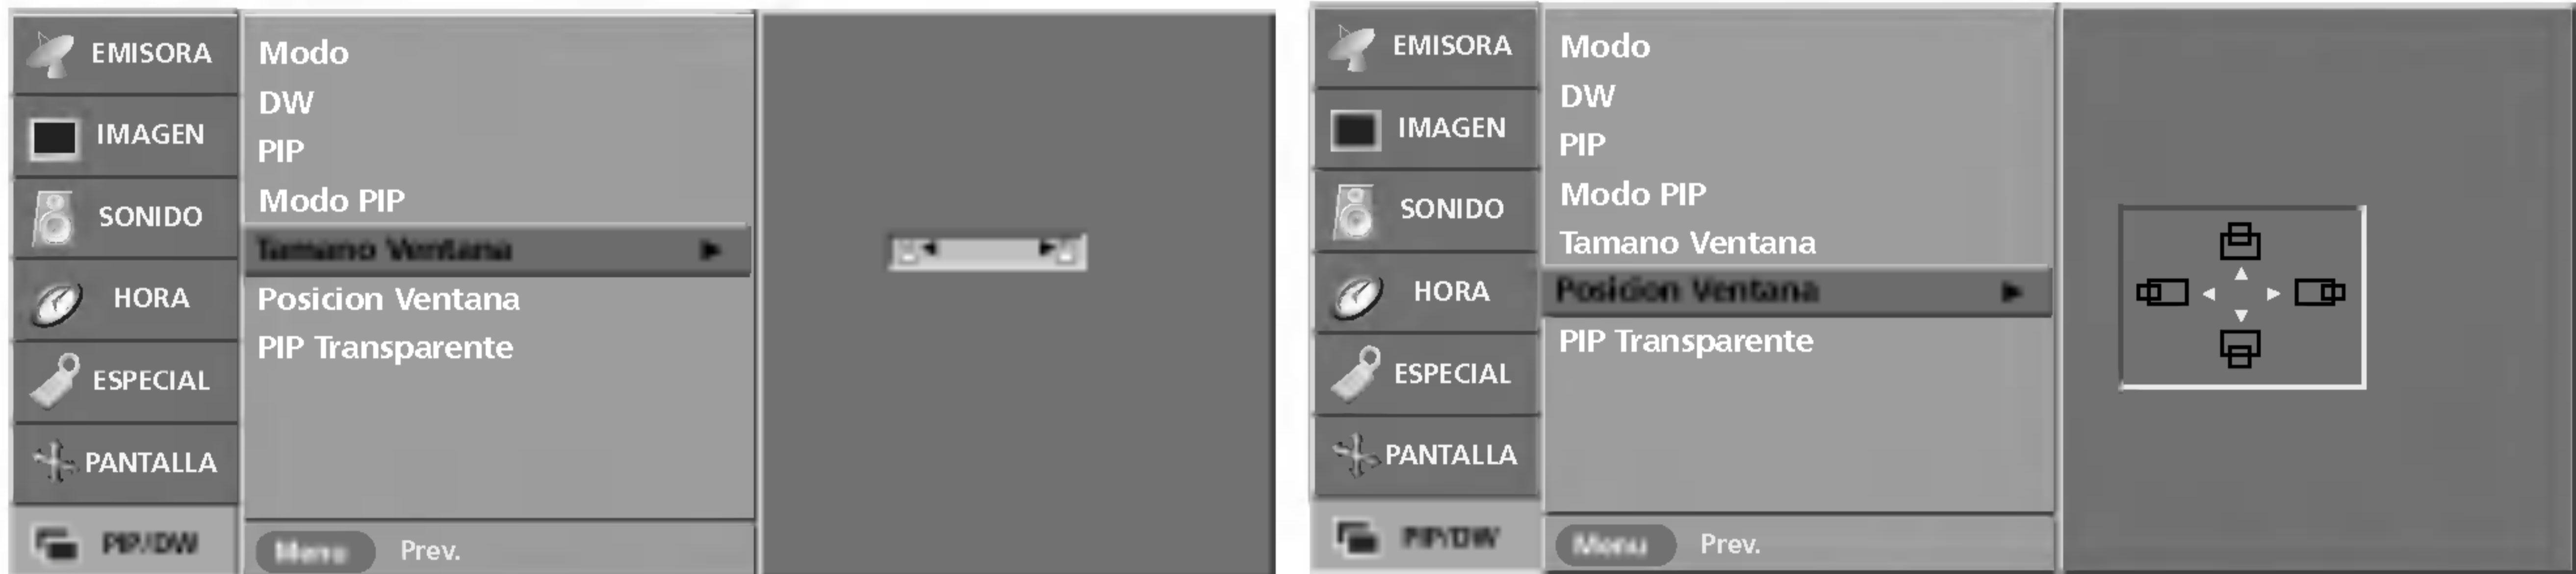 EMISORA
IMAGEN
SONIDO
HORA
ESPECIAL
PANTALLA
PIP/DW
Modo
DW
PIP
Modo PIP
Tamano Ventana
Posicion Ventana
PIP Transparente
Menu Prev.
EMISORA
IMAGEN
SONIDO
HORA
ESPECIAL
PANTALLA
PIP/DW
Modo
DW
PIP
Modo PIP
Tamano Ventana
Posicion Ventana
PIP Transparente
Menu Prev.